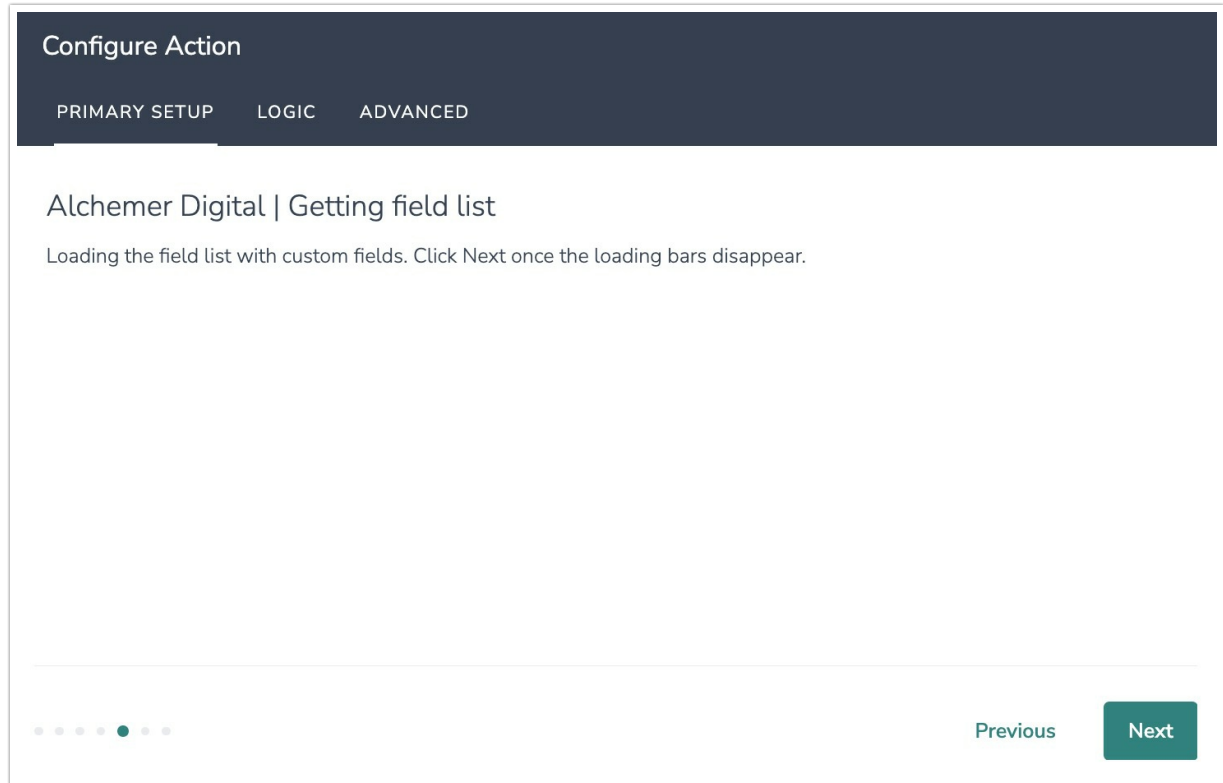 Configure Action
PRIMARY SETUP LOGIC ADVANCED
Alchemer Digital | Getting field list
Loading the field list with custom fields. Click Next once the loading bars disappear.
Previous Next